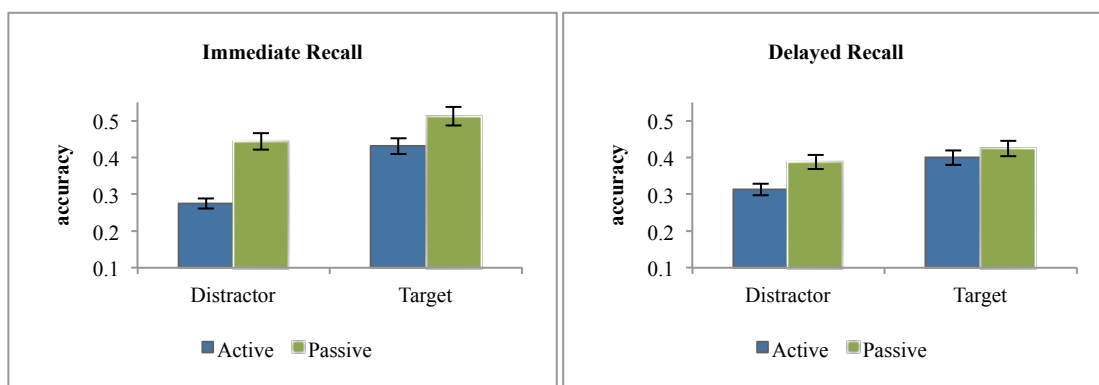 Immediate Recall
accuracy
0.5
0.4
0.3
0.2
0.1
Distractor Target
Active Passive
Delayed Recall
accuracy
0.5
0.4
0.3
0.2
0.1
Distractor Target
Active Passive